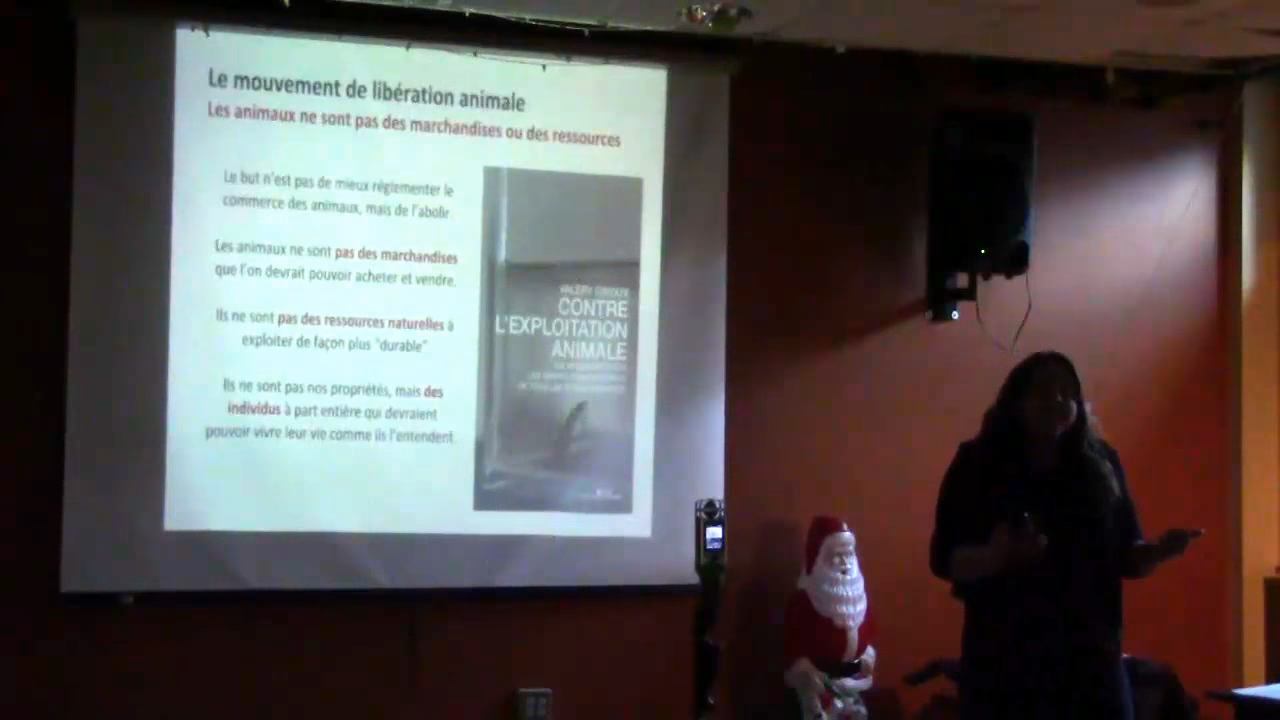 Le mouvement de libération animale
Les animaux ne sont pas des marchandises ou des ressources
Le but n'est pas de mieux réglementer le
commerce des animaux, mais de l'abolir.
Les animaux ne sont pas des marchandises
que l'on devrait pouvoir acheter et vendre.
Ils ne sont pas des ressources naturelles à
exploiter de façon plus "durable"
Ils ne sont pas nos propriétés, mais des
individus à part entière qui devraient
pouvoir vivre leur vie comme ils l'entendent.
VALÉRY GIROUX
CONTRE
L'EXPLOITATION
ANIMALE